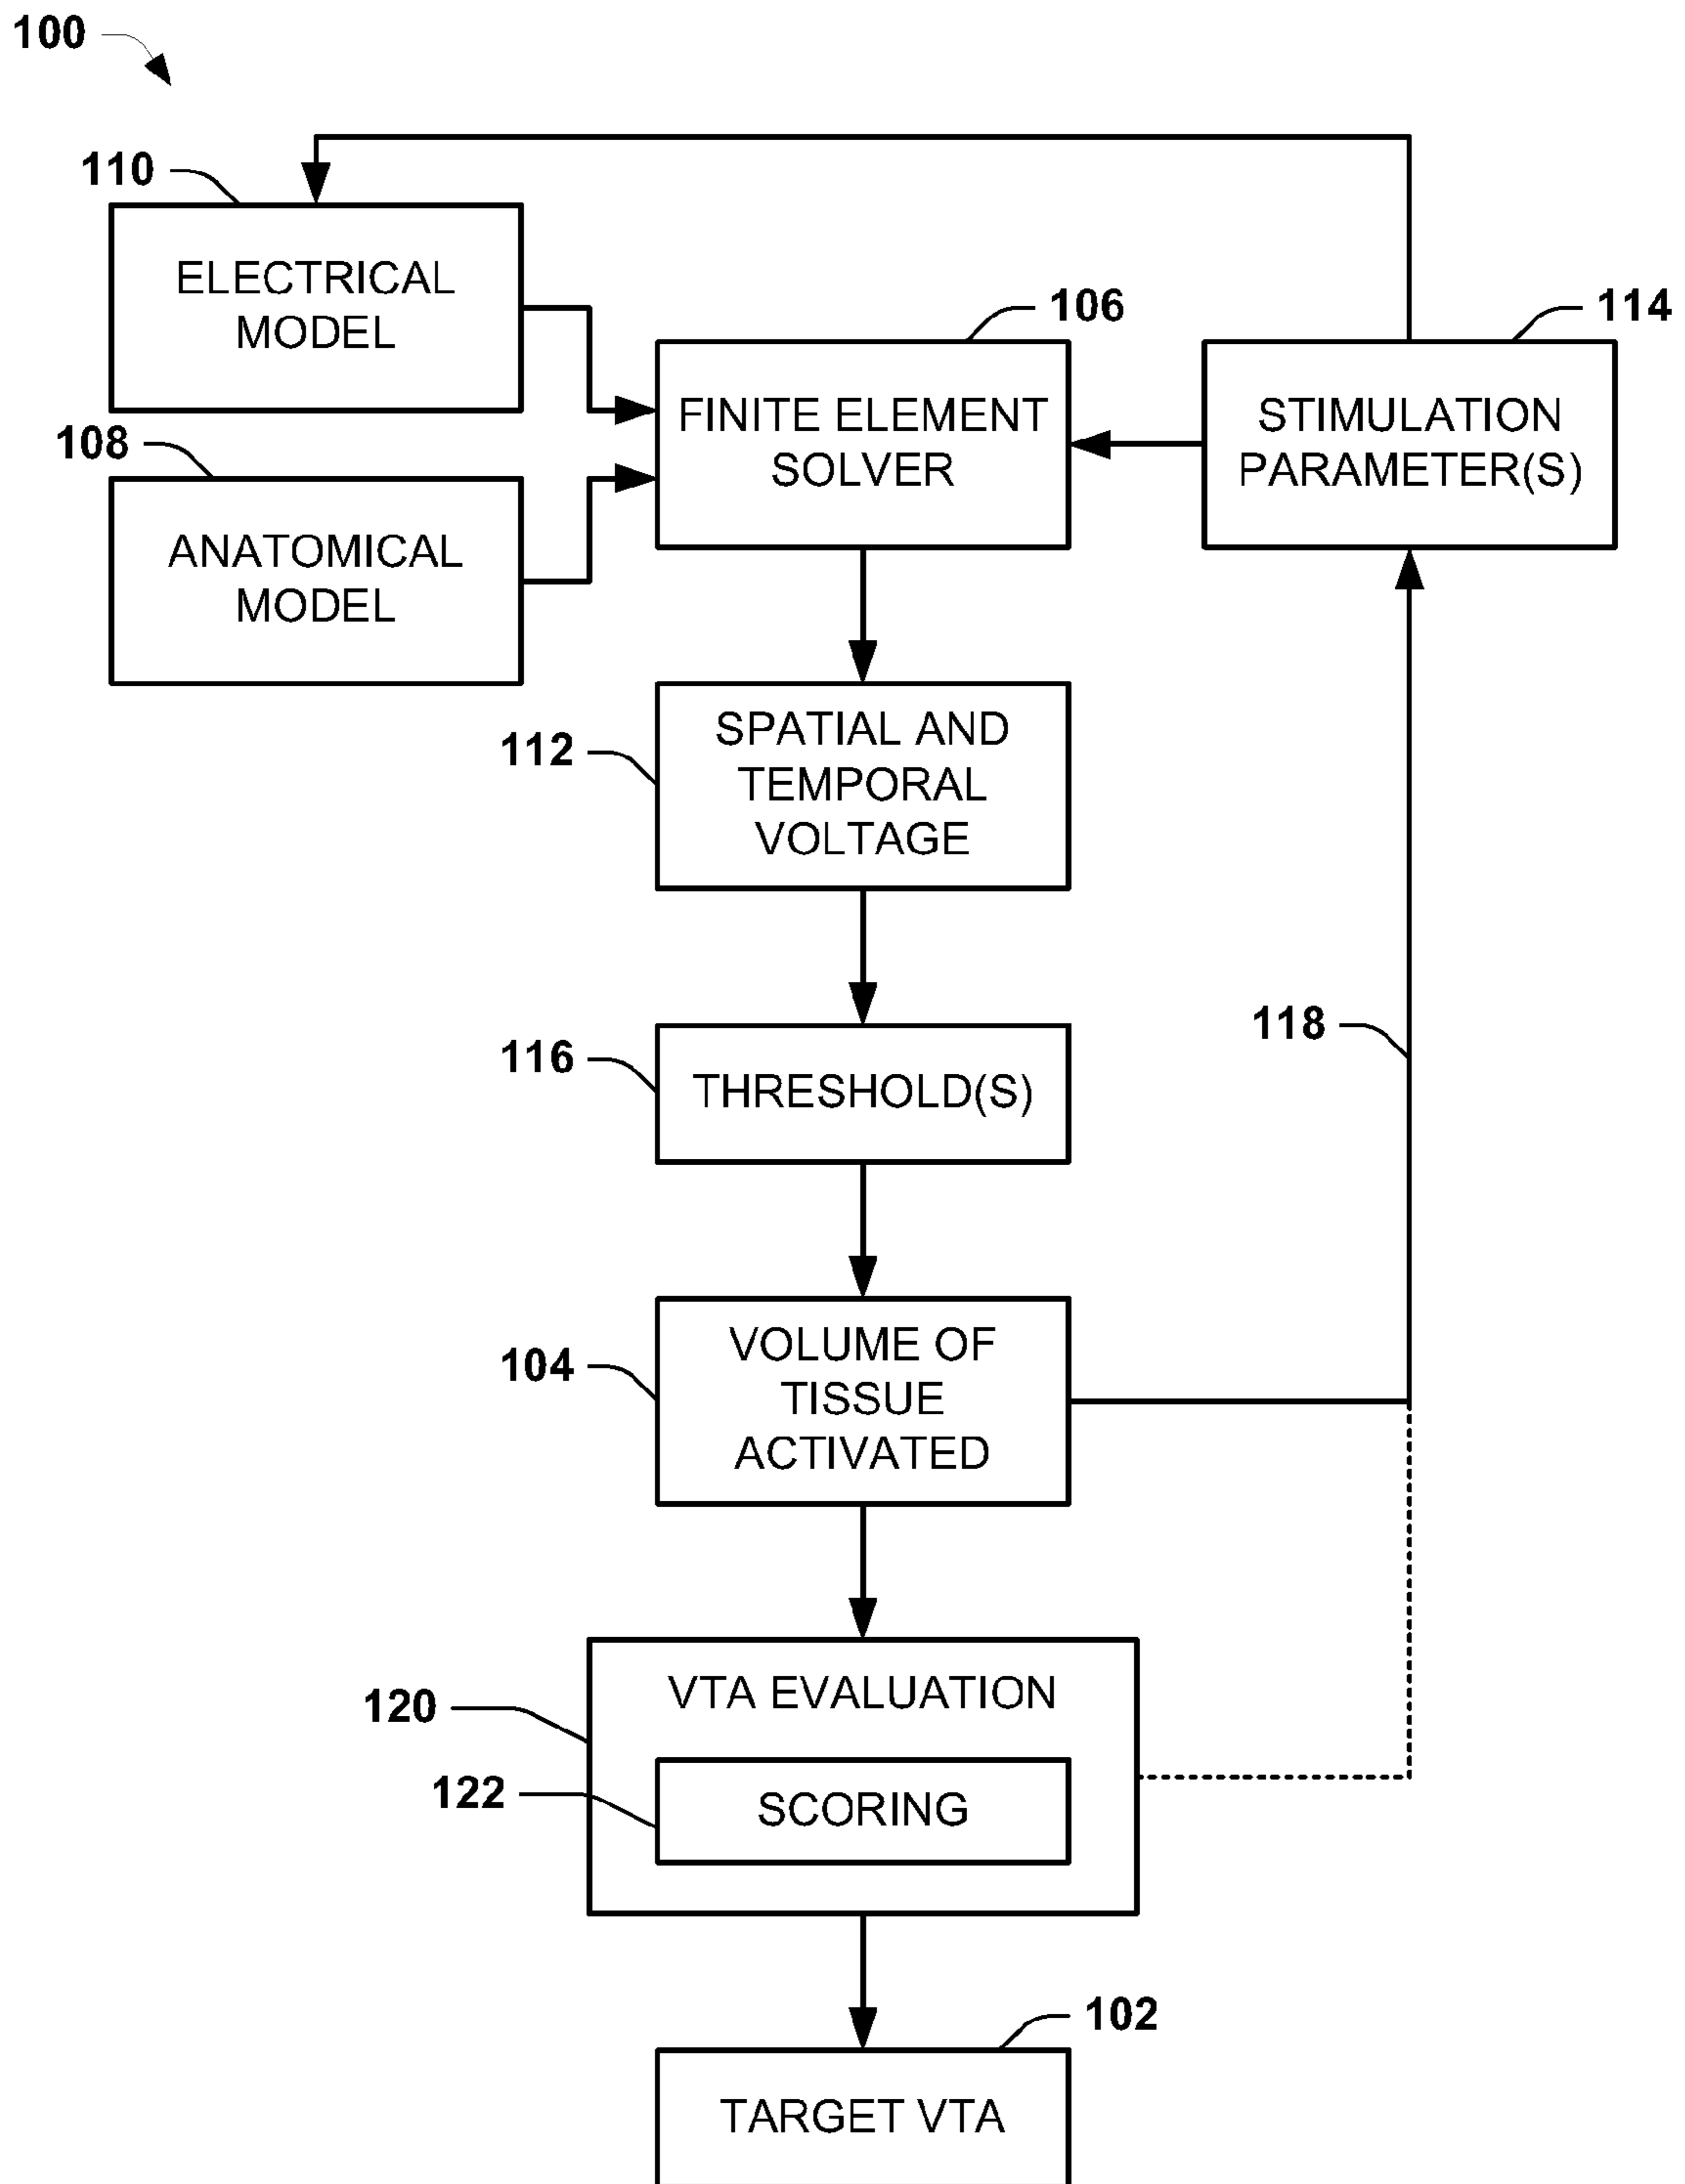 100
110
ELECTRICAL
MODEL
106
114
FINITE ELEMENT
SOLVER
STIMULATION
PARAMETER(S)
108
ANATOMICAL
MODEL
112
SPATIAL AND
TEMPORAL
VOLTAGE
118
116
THRESHOLD(S)
104
VOLUME OF
TISSUE
ACTIVATED
120
VTA EVALUATION
122
SCORING
102
TARGET VTA